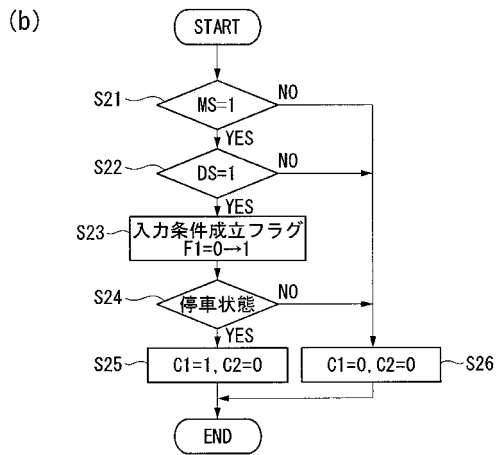 (b)
START
S21
MS=1
NO
YES
S22
DS=1
NO
YES
S23
入力条件成立フラグ
F1=0→1
S24
停車状態
NO
YES
S25
C1=1, C2=0
C1=0, C2=0
S26
END